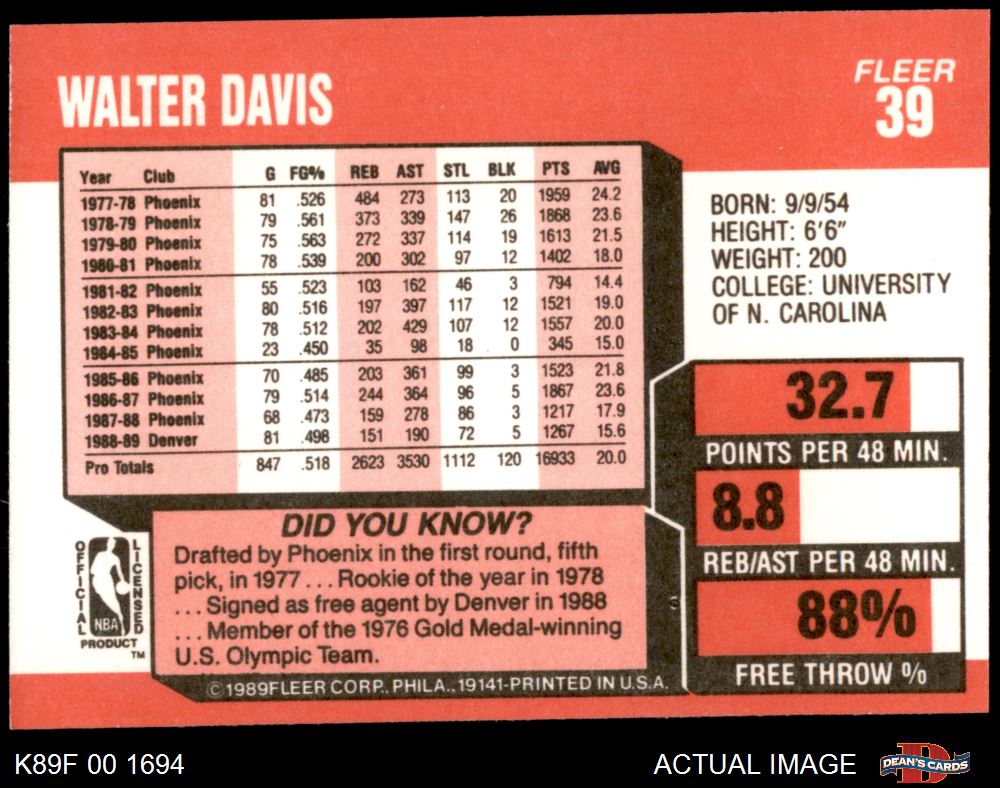 WALTER DAVIS
FLEER
39
Year Club G FG% REB AST STL BLK PTS AVG
1977-78 Phoenix 81 .526 484 273 113 20 1959 24.2
1978-79 Phoenix 79 .561 373 339 147 26 1868 23.6
1979-80 Phoenix 75 .563 272 337 114 19 1613 21.5
1980-81 Phoenix 78 .539 200 302 97 12 1402 18.0
1981-82 Phoenix 55 .523 103 162 46 3 794 14.4
1982-83 Phoenix 80 .516 197 397 117 12 1521 19.0
1983-84 Phoenix 78 .512 202 429 107 12 1557 20.0
1984-85 Phoenix 23 .450 35 98 18 0 345 15.0
1985-86 Phoenix 70 .485 203 361 99 3 1523 21.8
1986-87 Phoenix 79 .514 244 364 96 5 1867 23.6
1987-88 Phoenix 68 .473 159 278 86 3 1217 17.9
1988-89 Denver 81 .498 151 190 72 5 1267 15.6
Pro Totals 847 .518 2623 3530 1112 120 16933 20.0
BORN: 9/9/54
HEIGHT: 6'6"
WEIGHT: 200
COLLEGE: UNIVERSITY
OF N. CAROLINA
32.7
POINTS PER 48 MIN.
8.8
REB/AST PER 48 MIN.
88%
FREE THROW %
DID YOU KNOW?
Drafted by Phoenix in the first round, fifth
pick, in 1977 . . . Rookie of the year in 1978
. . . Signed as free agent by Denver in 1988
. . . Member of the 1976 Gold Medal-winning
U.S. Olympic Team.
OFFICIAL
LICENSED
NBA
PRODUCT
TM
© 1989 FLEER CORP., PHILA., 19141-PRINTED IN U.S.A.
K89F 00 1694
ACTUAL IMAGE
DEAN'S CARDS